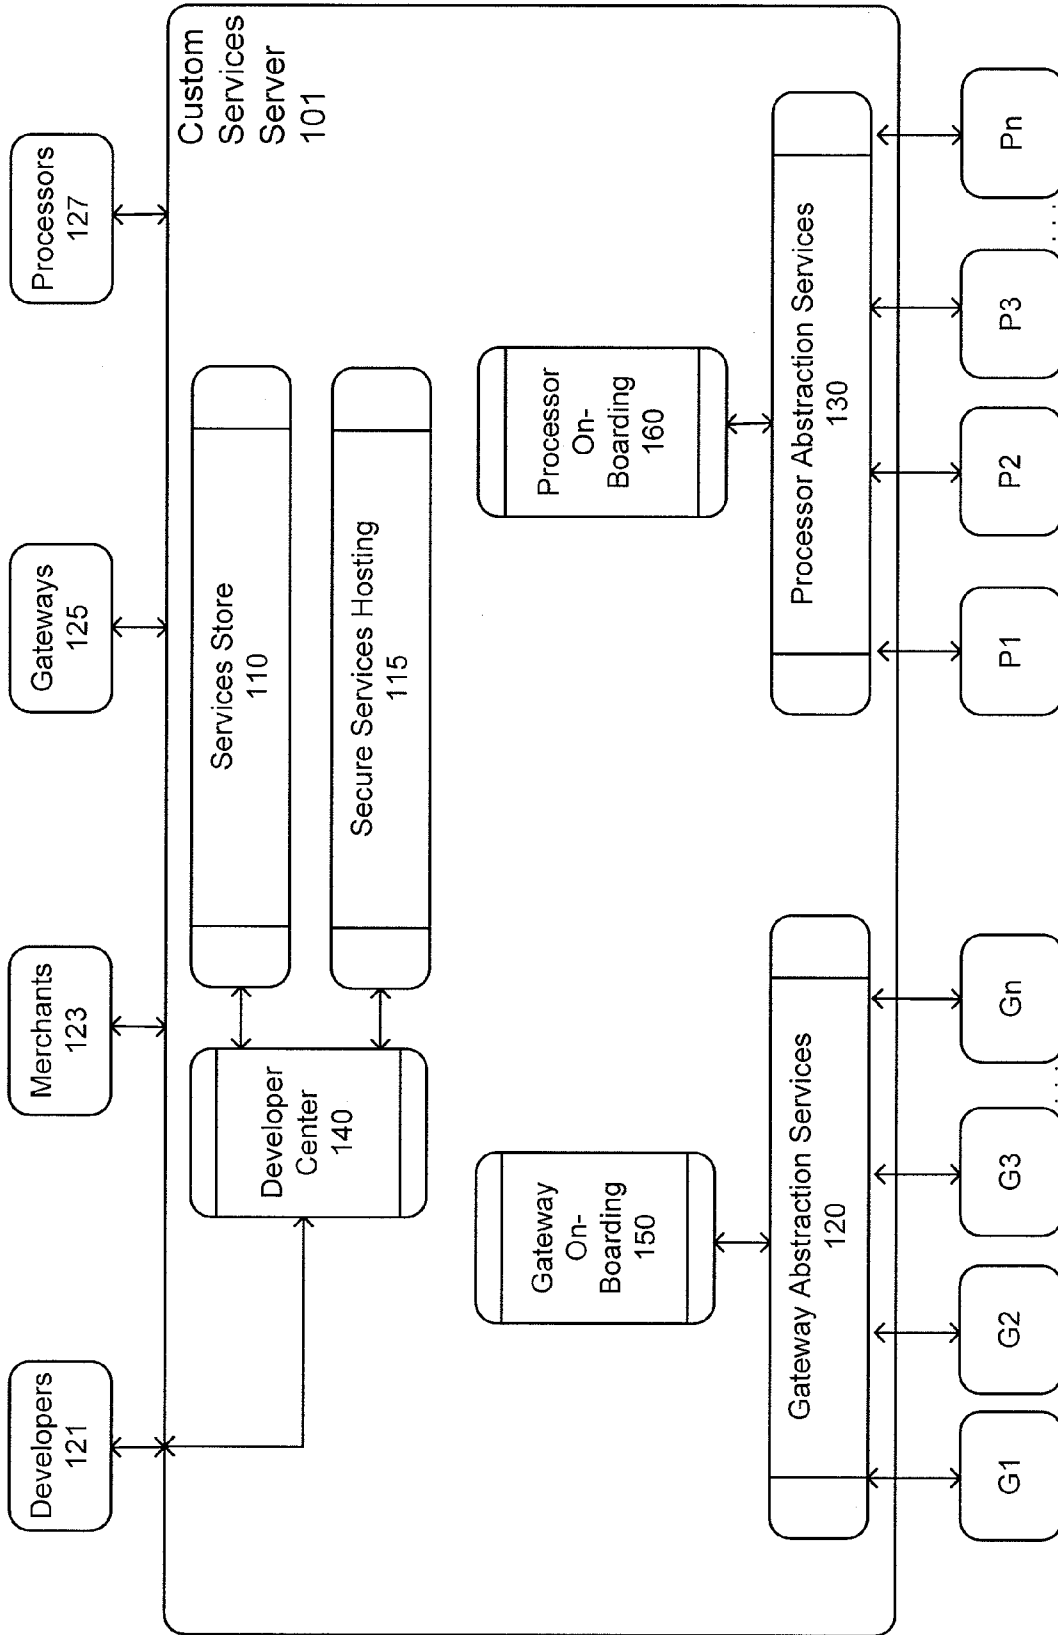 Developers
121
Merchants
123
Gateways
125
Processors
127
Custom
Services
Server
101
Services Store
110
Developer
Center
140
Secure Services Hosting
115
Gateway
On-
Boarding
150
Processor
On-
Boarding
160
Gateway Abstraction Services
120
Processor Abstraction Services
130
G1
G2
G3
....
Gn
P1
P2
P3
....
Pn